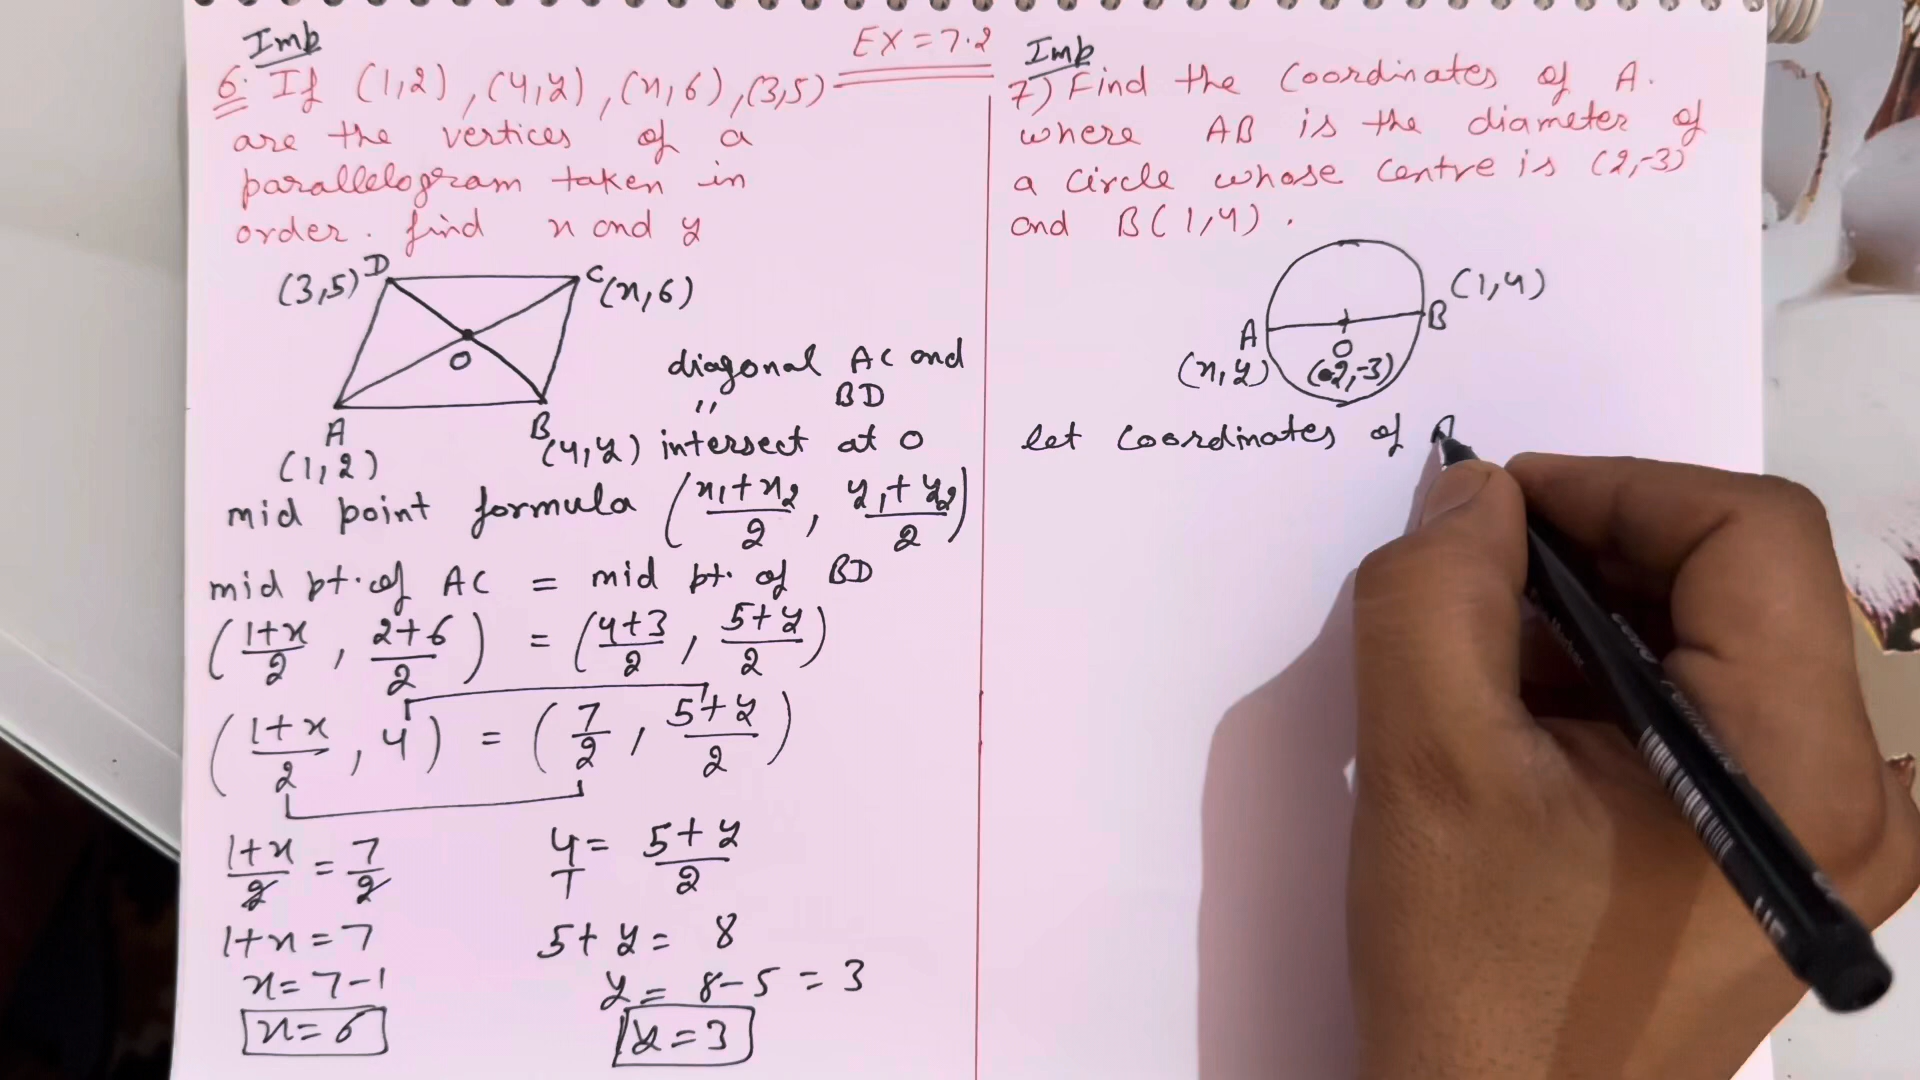 Imp
EX = 7.2
6. If (1,2), (4,y), (x,6), (3,5)
are the vertices of a
parallelogram taken in
order. find x and y
(3,5) D
C (x,6)
O
A
(1,2)
B
(4,y)
diagonal AC and
" BD
intersect at O
mid point formula (x1+x2/2, y1+y2/2)
mid pt. of AC = mid pt. of BD
(1+x/2, 2+6/2) = (4+3/2, 5+y/2)
(1+x/2, 4) = (7/2, 5+y/2)
1+x/2 = 7/2
1+x = 7
x = 7-1
x = 6
4/1 = 5+y/2
5+y = 8
y = 8-5 = 3
y = 3
Imp
7) Find the Coordinates of A.
where AB is the diameter of
a circle whose centre is (2,-3)
and B(1,4).
A
(x,y)
O
(2,-3)
B
(1,4)
let coordinates of